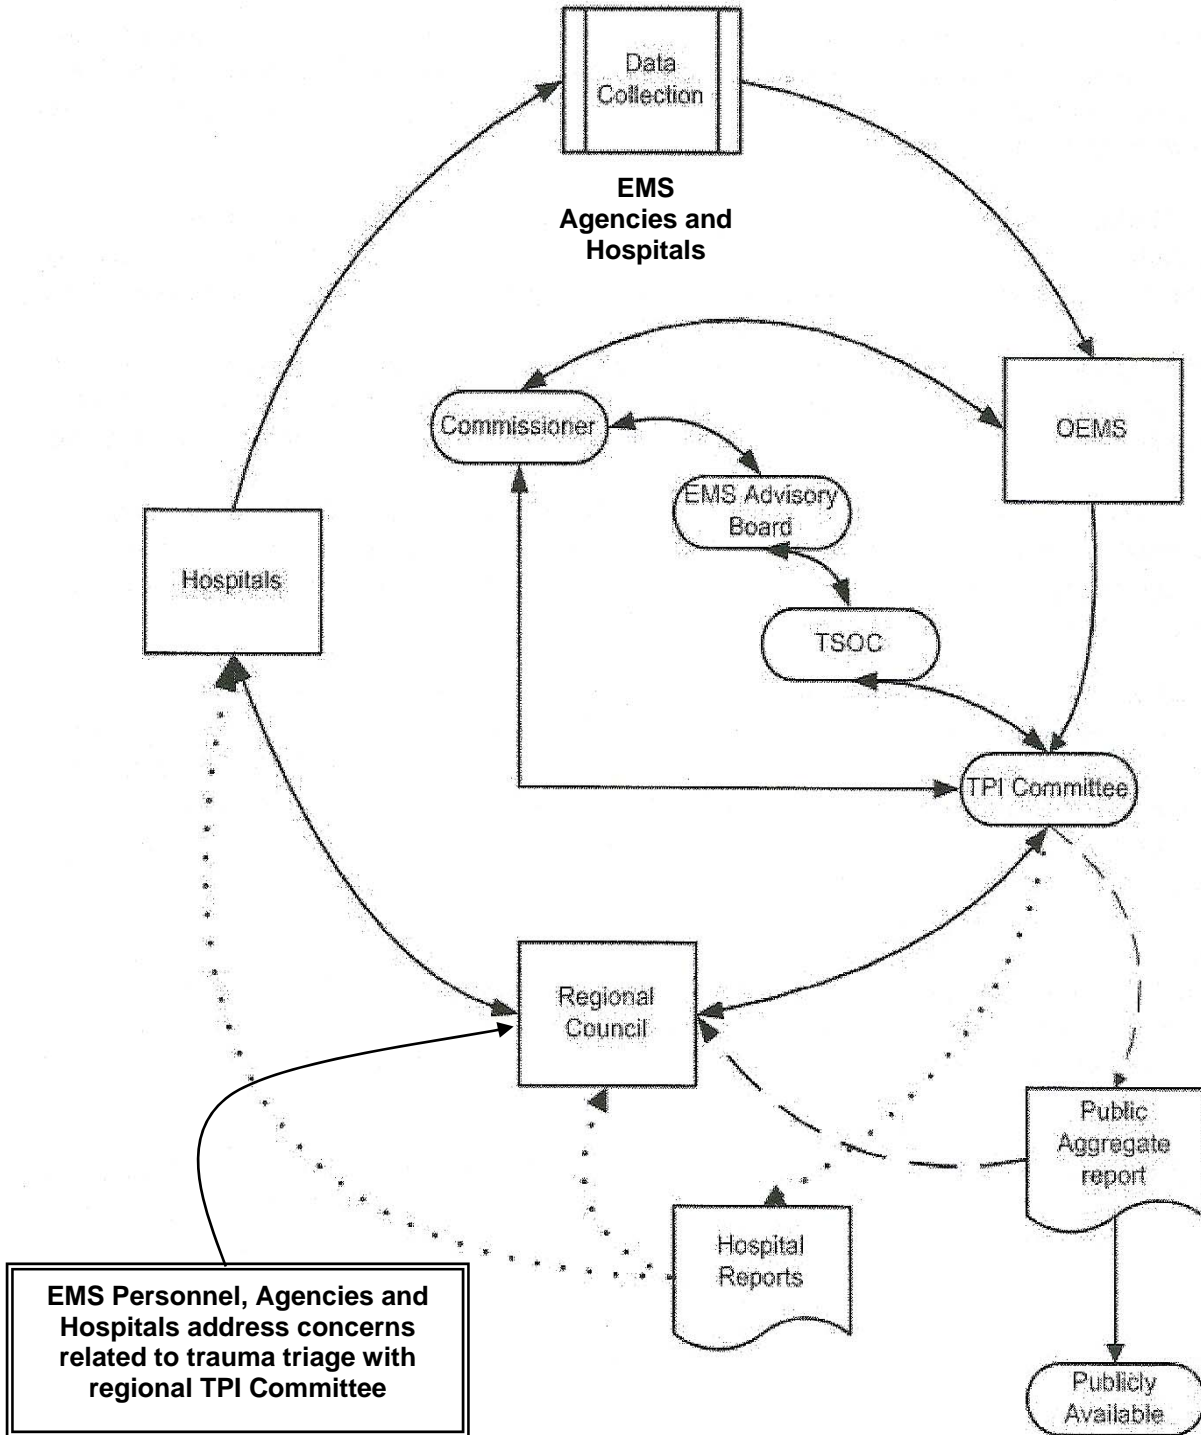 Data
Collection
EMS
Agencies and
Hospitals
Commissioner
OEMS
EMS Advisory
Board
Hospitals
TSOC
TPI Committee
Regional
Council
Public
Aggregate
report
Hospital
Reports
EMS Personnel, Agencies and
Hospitals address concerns
related to trauma triage with
regional TPI Committee
Publicly
Available